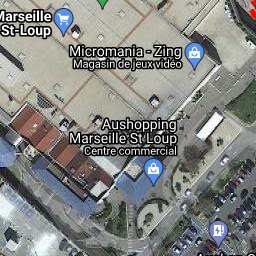 Marseille
St-Loup
Micromania - Zing
Magasin de jeux vidéo
Aushopping
Marseille St Loup
Centre commercial